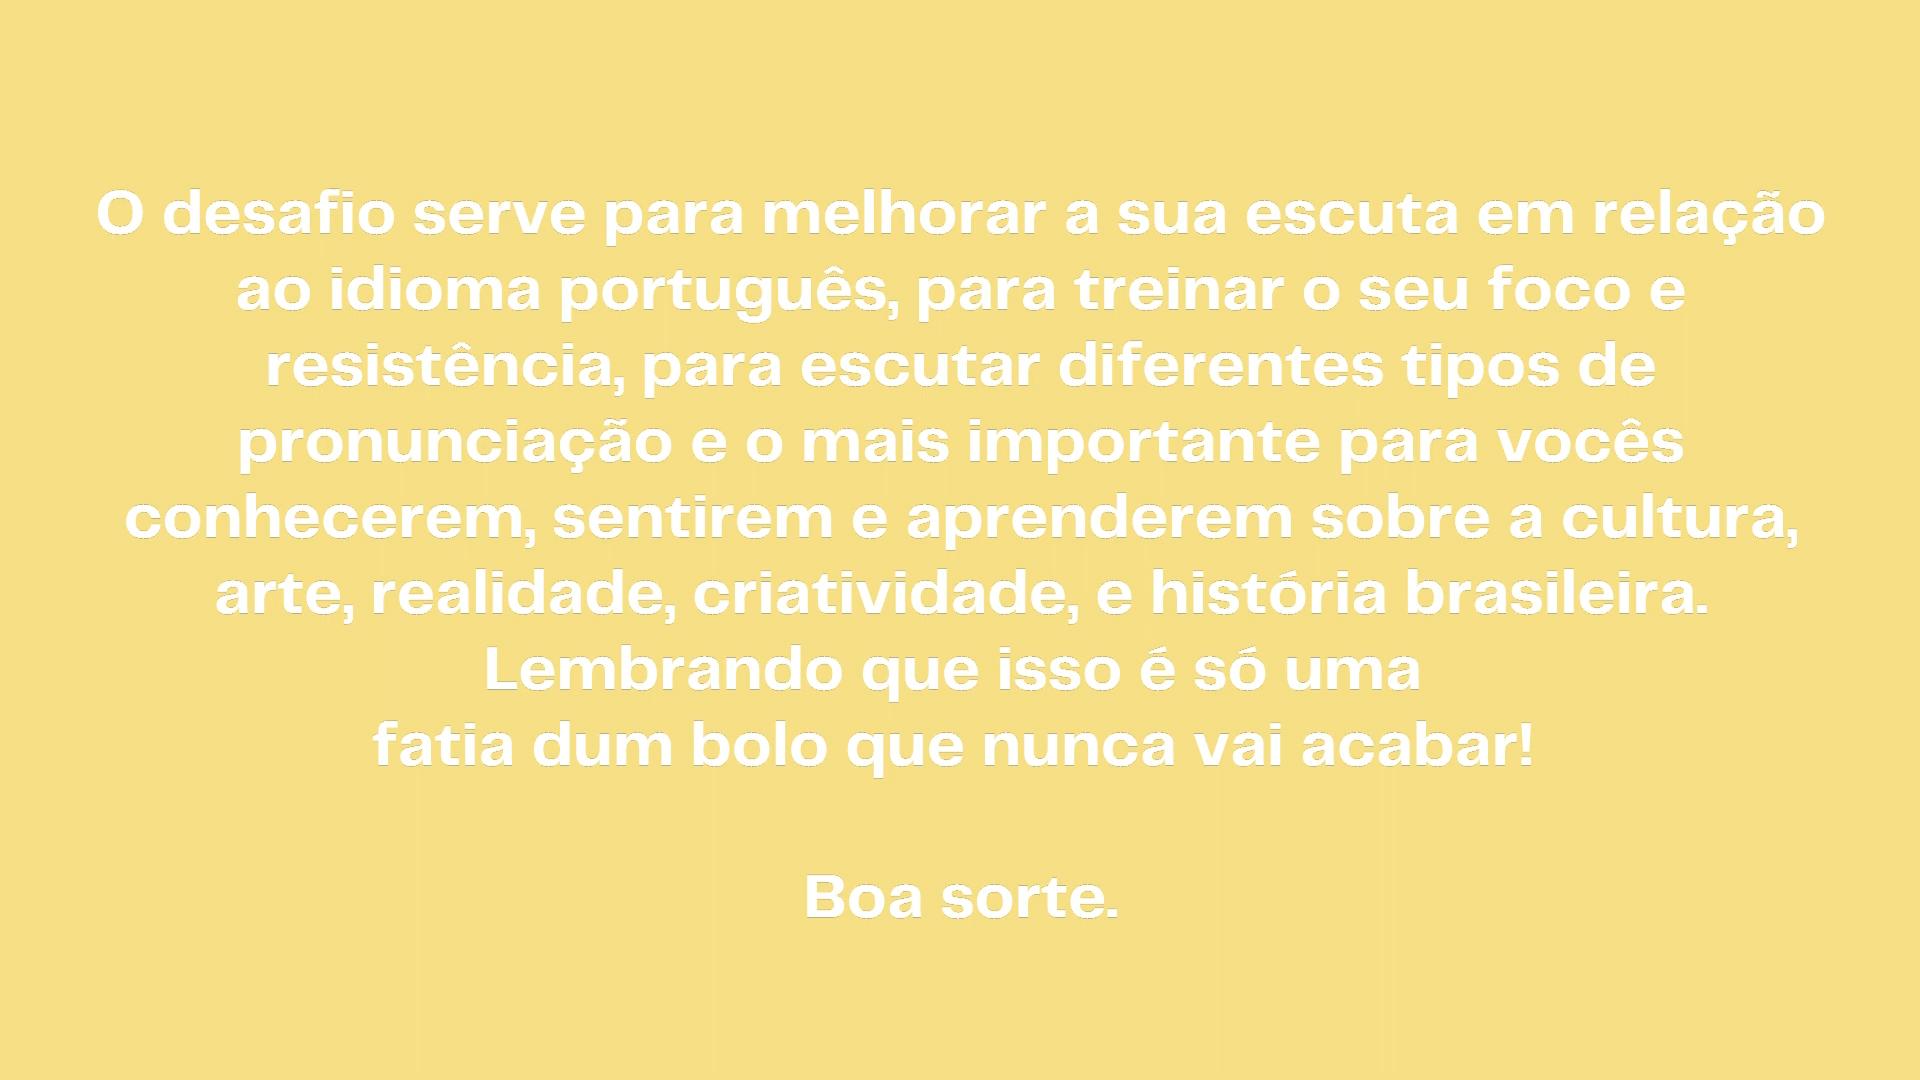 O desafio serve para melhorar a sua escuta em relação
ao idioma português, para treinar o seu foco e
resistência, para escutar diferentes tipos de
pronunciação e o mais importante para vocês
conhecerem, sentirem e aprenderem sobre a cultura,
arte, realidade, criatividade, e história brasileira.
Lembrando que isso é só uma
fatia dum bolo que nunca vai acabar!
Boa sorte.